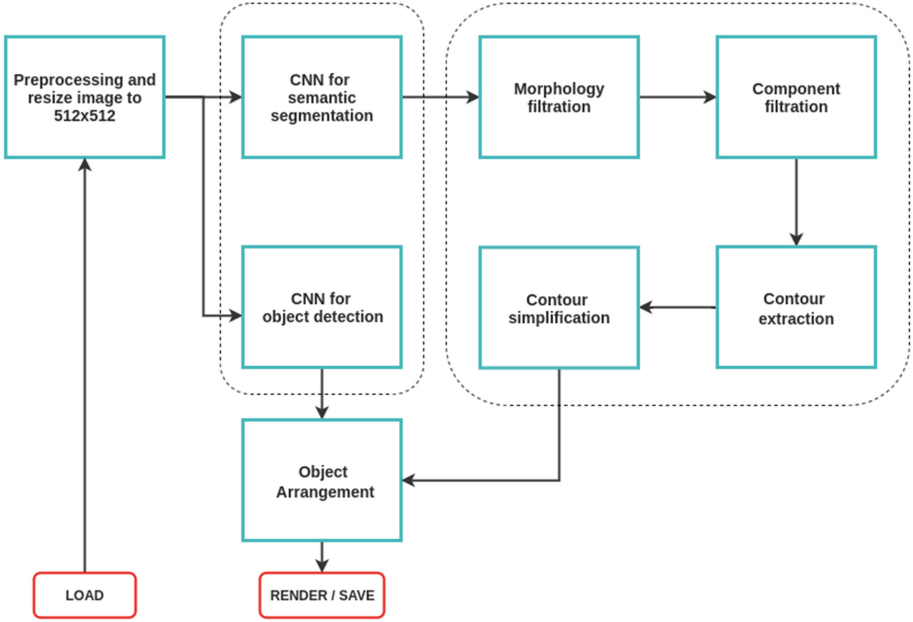 Preprocessing and
resize image to
512x512
CNN for
semantic
segmentation
Morphology
filtration
Component
filtration
CNN for
object detection
Contour
simplification
Contour
extraction
Object
Arrangement
LOAD
RENDER / SAVE